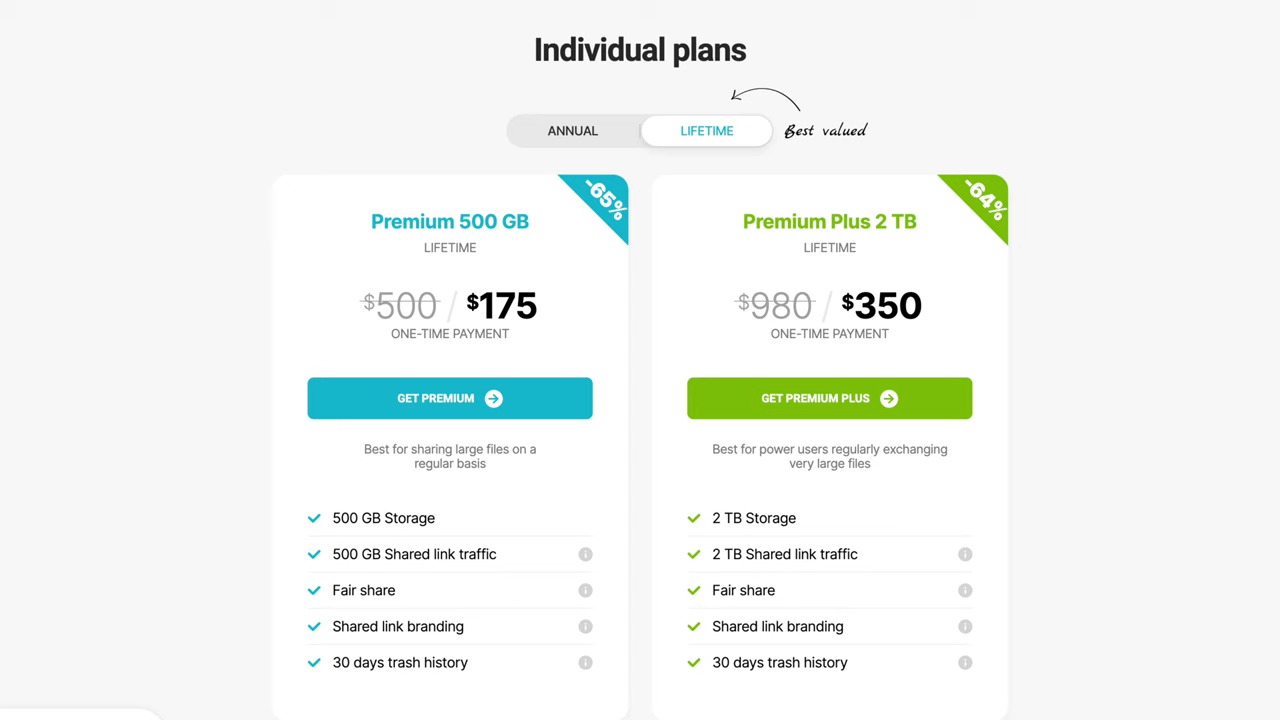 Individual plans
ANNUAL
LIFETIME
Best valued
-65%
Premium 500 GB
LIFETIME
$500 / $175
ONE-TIME PAYMENT
GET PREMIUM
Best for sharing large files on a
regular basis
500 GB Storage
500 GB Shared link traffic
Fair share
Shared link branding
30 days trash history
-64%
Premium Plus 2 TB
LIFETIME
$980 / $350
ONE-TIME PAYMENT
GET PREMIUM PLUS
Best for power users regularly exchanging
very large files
2 TB Storage
2 TB Shared link traffic
Fair share
Shared link branding
30 days trash history